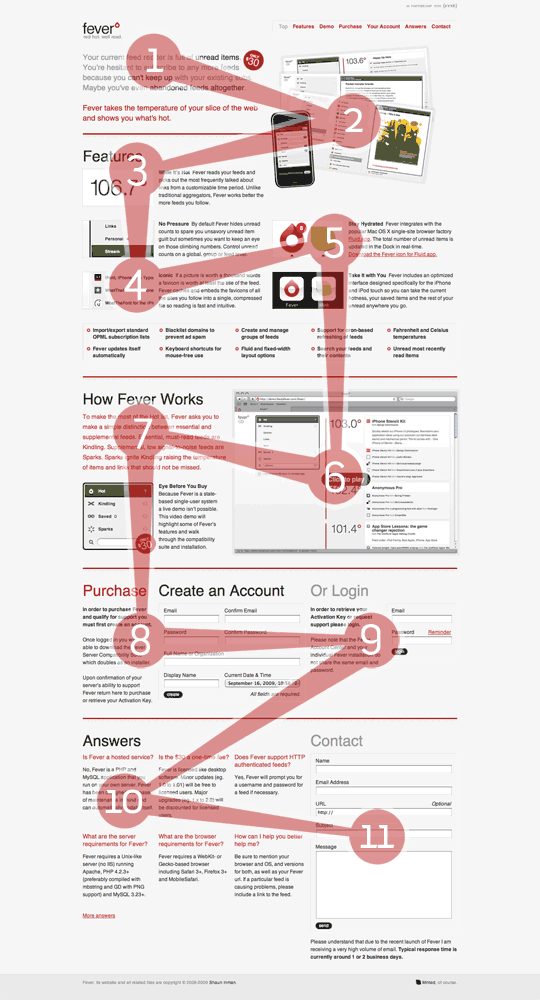 fever°
red hot. well read.
Top Features Demo Purchase Your Account Answers Contact
1
Your current feed reader is full of unread items.
You're hesitant to subscribe to any more feeds
because you can't keep up with your existing subs.
Maybe you've even abandoned feeds altogether.
ONLY
$30
Fever takes the temperature of your slice of the web
and shows you what's hot.
2
Features
3
106.7°
While it's Hot Fever reads your feeds and
picks out the most frequently talked about
links from a customizable time period. Unlike
traditional aggregators, Fever works better the
more feeds you follow.
103.6°
Links
Personal
Stream
No Pressure By default Fever hides unread
counts to spare you unsavory unread item
guilt but sometimes you want to keep an eye
on those climbing numbers. Control unread
counts on a global, group or feed level.
5
Stay Hydrated Fever integrates with the
popular Mac OS X single-site browser factory
Fluid.app. The total number of unread items is
updated in the Dock in real-time.
Download the Fever icon for Fluid.app.
4
Icons If a picture is worth a thousand words
a favicon is worth at least the site of the feed.
Fever caches and embeds the favicons of all
the sites you follow into a single, compressed
file so reading is fast and intuitive.
Fever
Take it with You Fever includes an optimized
interface designed specifically for the iPhone
and iPod touch so you can take the current
hotness, your saved items and the rest of your
unread anywhere you go.
Import/export standard
OPML subscription lists
Blacklist domains to
prevent ad spam
Create and manage
groups of feeds
Support for cron-based
refreshing of feeds
Fahrenheit and Celsius
temperatures
Fever updates itself
automatically
Keyboard shortcuts for
mouse-free use
Fluid and fixed-width
layout options
Search your feeds and
their contents
Unread most recently
read items
How Fever Works
7
To make the most of the Hot list, Fever asks you to
make a simple distinction between essential and
supplemental feeds. Essential, must-read feeds are
Kindling. Supplemental, low signal-to-noise feeds are
Sparks. Sparks ignite Kindling raising the temperature
of items and links that should not be missed.
103.0°
iPhone Stencil Kit
6
Click to play
102.4°
Anonymous Pro
101.4°
App Store Lessons: the game
changer rejection
Hot
Kindling
Saved 0
Sparks
ONLY
$30
Eye Before You Buy
Because Fever is a state-
based single-user system
a live demo isn't possible.
This video demo will
highlight some of Fever's
features and walk
through the compatibility
suite and installation.
Purchase
Create an Account
Or Login
8
In order to purchase Fever
and qualify for support you
must first create an account.
Once logged in you will be
able to download the Fever
Server Compatibility Suite
which doubles as an installer.
Upon confirmation of
your server's ability to
support Fever return here to
purchase or retrieve your
Activation Key.
Email
Confirm Email
Password
Confirm Password
Full Name or Organization
Display Name
Current Date & Time
September 16, 2009,
create
All fields are required.
9
In order to retrieve your
Activation Key or request
support please login.
Please note that the Fever
Account Center and your
individual Fever installation do
not share the same email and
password.
Email
Password Reminder
Answers
Contact
Is Fever a hosted service?
No, Fever is a PHP and
MySQL application that you
run on your own server. Fever
10
Is the $30 a one-time fee?
Fever is licensed like desktop
software. Minor updates (eg.
1.0 to 1.01) will be free to
licensed users. Major
upgrades (eg. 1.x to 2.0) will
be discounted for licensed
users.
Does Fever support HTTP
authenticated feeds?
Yes, Fever will prompt you for
a username and password for
a feed if necessary.
What are the server
requirements for Fever?
Fever requires a Unix-like
server (no IIS) running
Apache, PHP 4.2.3+
(preferably compiled with
mbstring and GD with PNG
support) and MySQL 3.23+.
What are the browser
requirements for Fever?
Fever requires a WebKit- or
Gecko-based browser
including Safari 3+, Firefox 3+
and MobileSafari.
How can I help you better
help me?
Be sure to mention your
browser and OS, and versions
for both, as well as your Fever
url. If a particular feed is
causing problems, please
include a link to the feed.
More answers
Name
Email Address
URL Optional
http://
Subject
11
Message
send
Please understand that due to the recent launch of Fever I am
receiving a very high volume of email. Typical response time is
currently around 1 or 2 business days.
Fever, its website and all related files are copyright © 2008-2009 Shaun Inman.
Minted, of course.